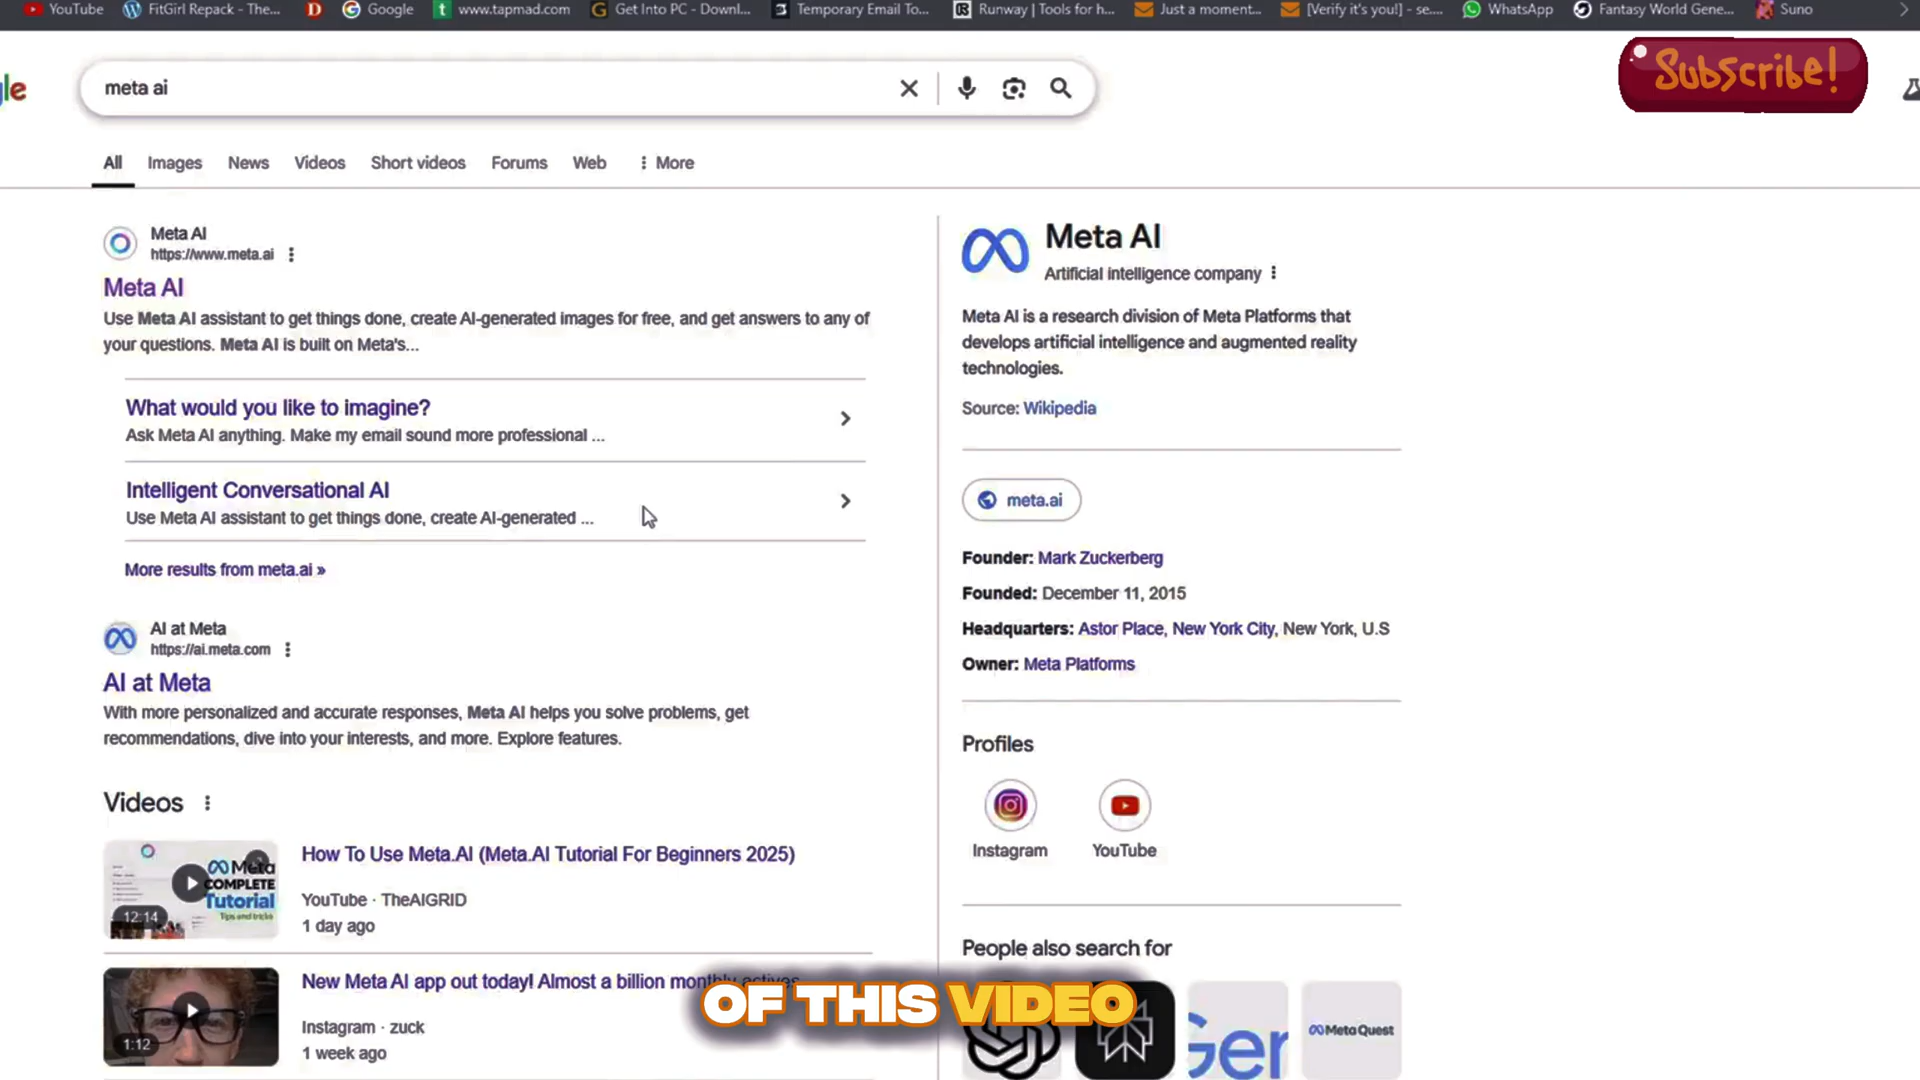 YouTube FitGirl Repack - The... Google www.tapmad.com Get Into PC - Downl... Temporary Email To... Runway | Tools for h... Just a moment... [Verify it's you!] - se.... WhatsApp Fantasy World Gene... Suno
le
meta ai
Subscribe!
All Images News Videos Short videos Forums Web More
Meta AI
https://www.meta.ai
Meta AI
Use Meta AI assistant to get things done, create AI-generated images for free, and get answers to any of
your questions. Meta AI is built on Meta's...
What would you like to imagine?
Ask Meta AI anything. Make my email sound more professional ...
Intelligent Conversational AI
Use Meta AI assistant to get things done, create AI-generated ...
More results from meta.ai »
AI at Meta
https://ai.meta.com
AI at Meta
With more personalized and accurate responses, Meta AI helps you solve problems, get
recommendations, dive into your interests, and more. Explore features.
Videos
Meta
COMPLETE
Tutorial
Tips and tricks
12:14
How To Use Meta.AI (Meta.AI Tutorial For Beginners 2025)
YouTube · TheAIGRID
1 day ago
1:12
New Meta AI app out today! Almost a billion monthly actives
Instagram · zuck
1 week ago
Meta AI
Artificial intelligence company
Meta AI is a research division of Meta Platforms that
develops artificial intelligence and augmented reality
technologies.
Source: Wikipedia
meta.ai
Founder: Mark Zuckerberg
Founded: December 11, 2015
Headquarters: Astor Place, New York City, New York, U.S
Owner: Meta Platforms
Profiles
Instagram YouTube
People also search for
Gem
Meta Quest
OF THIS VIDEO